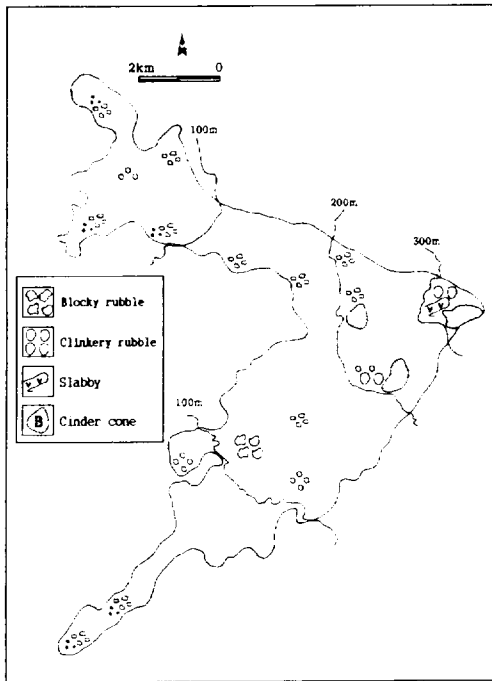 2km 0
100m
200m
300m
Blocky rubble
Clinkery rubble
Slabby
B Cinder cone
100m